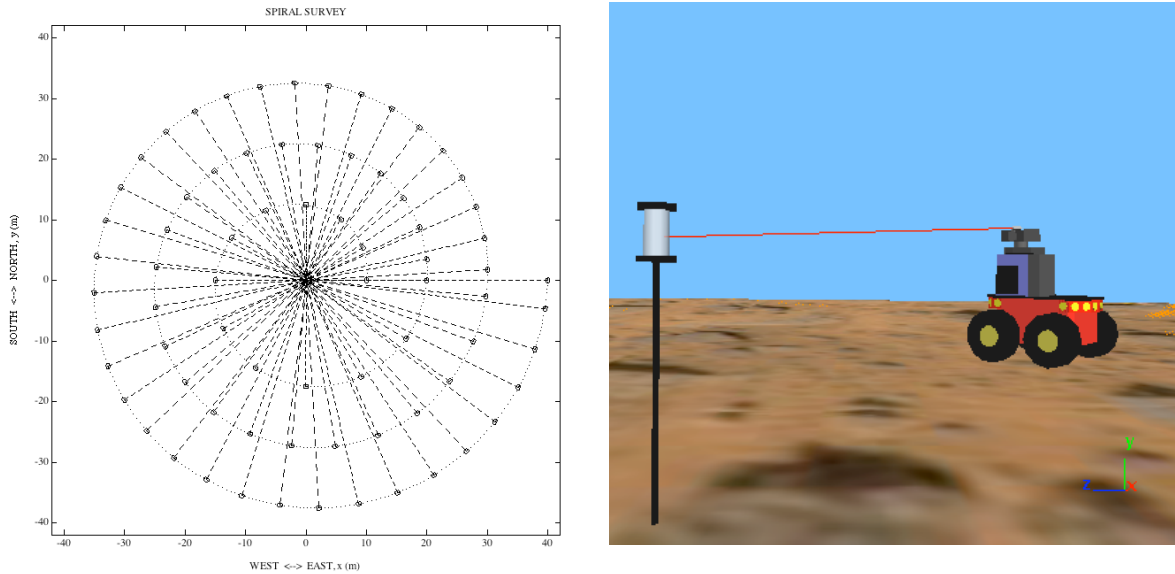 SPIRAL SURVEY
40
30
20
10
0
-10
-20
-30
-40
SOUTH <--> NORTH, y (m)
-40 -30 -20 -10 0 10 20 30 40
WEST <--> EAST, x (m)
y
z x